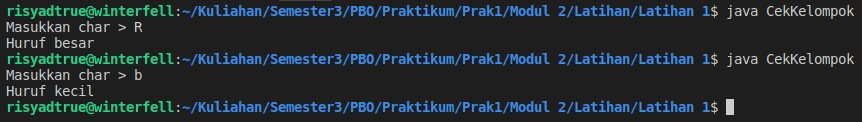 risyadtrue@winterfell:~/Kuliahan/Semester3/PBO/Praktikum/Prak1/Modul 2/Latihan/Latihan 1$ java CekKelompok
Masukkan char > R
Huruf besar
risyadtrue@winterfell:~/Kuliahan/Semester3/PBO/Praktikum/Prak1/Modul 2/Latihan/Latihan 1$ java CekKelompok
Masukkan char > b
Huruf kecil
risyadtrue@winterfell:~/Kuliahan/Semester3/PBO/Praktikum/Prak1/Modul 2/Latihan/Latihan 1$